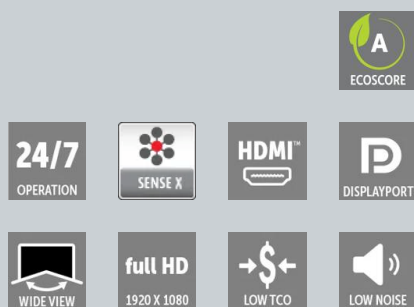 A
ECOSCORE
24/7
OPERATION
SENSE X
HDMI™
DISPLAYPORT
WIDE VIEW
full HD
1920 X 1080
→$←
LOW TCO
LOW NOISE